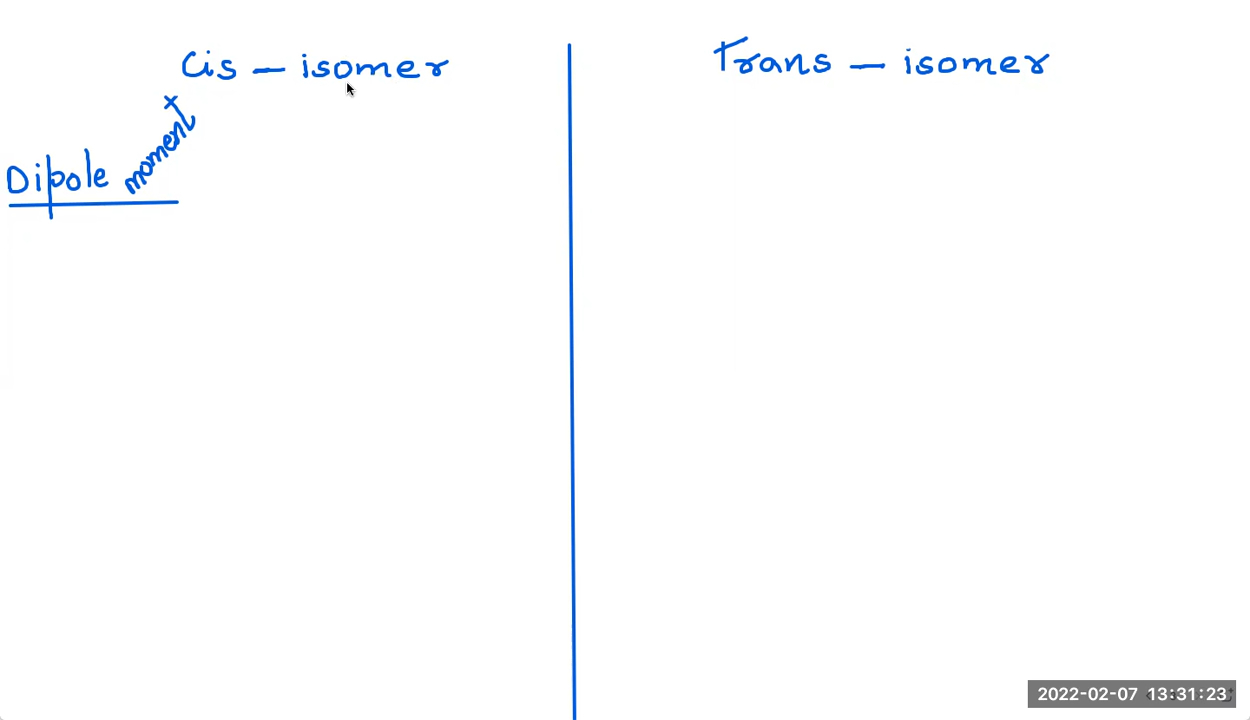 Cis - isomer
Trans - isomer
Dipole moment
2022-02-07 13:31:23